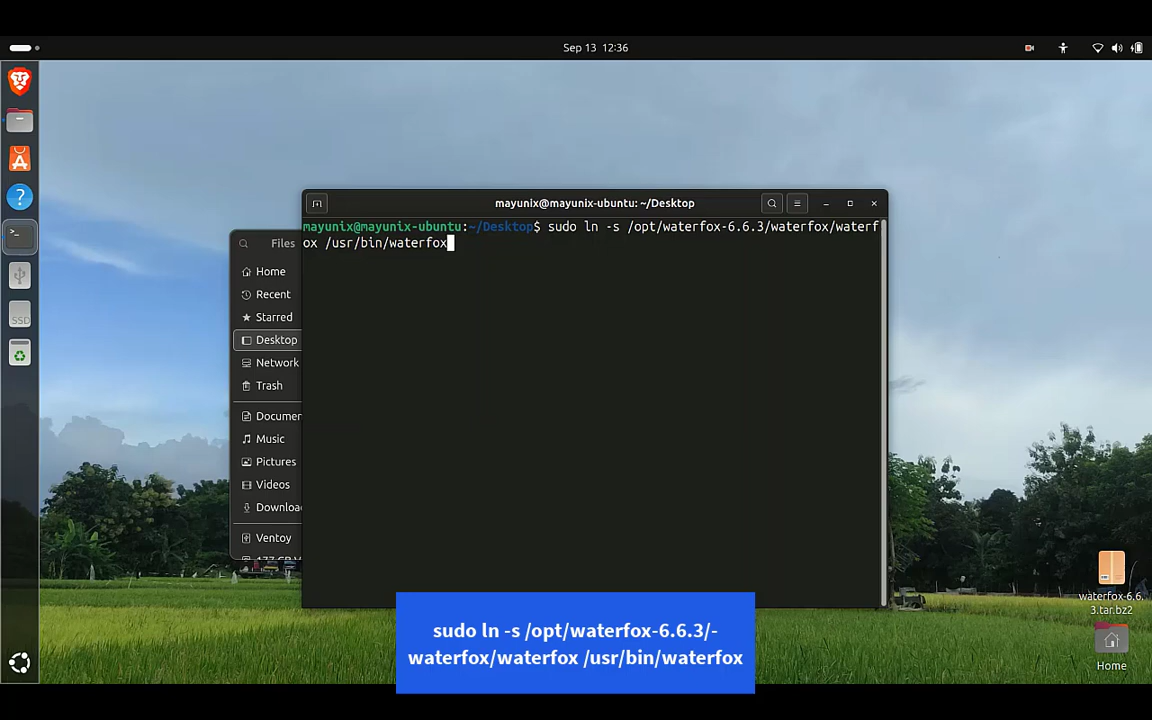 Sep 13 12:36
mayunix@mayunix-ubuntu: ~/Desktop
mayunix@mayunix-ubuntu:~/Desktop$ sudo ln -s /opt/waterfox-6.6.3/waterfox/waterf
ox /usr/bin/waterfox
Files
Home
Recent
Starred
Desktop
Network
Trash
Documen
Music
Pictures
Videos
Downloa
Ventoy
SSD
waterfox-6.6.
3.tar.bz2
Home
sudo ln -s /opt/waterfox-6.6.3/-
waterfox/waterfox /usr/bin/waterfox